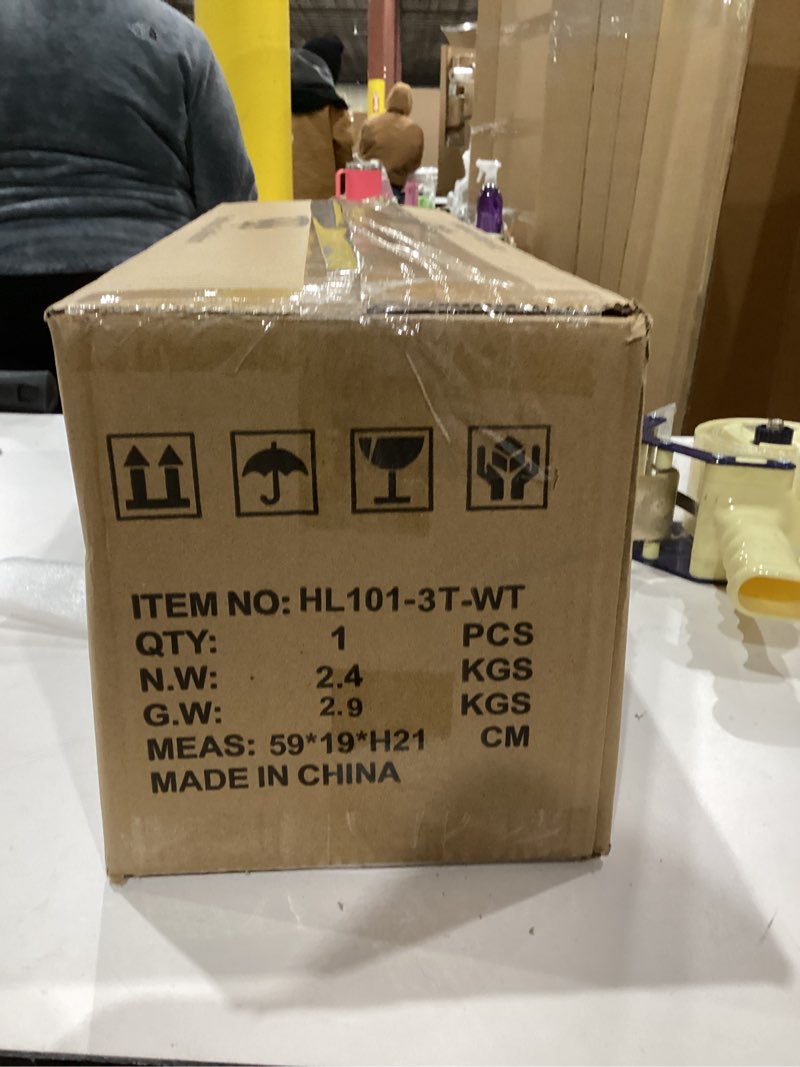 ITEM NO: HL101-3T-WT
QTY: 1 PCS
N.W: 2.4 KGS
G.W: 2.9 KGS
MEAS: 59*19*H21 CM
MADE IN CHINA